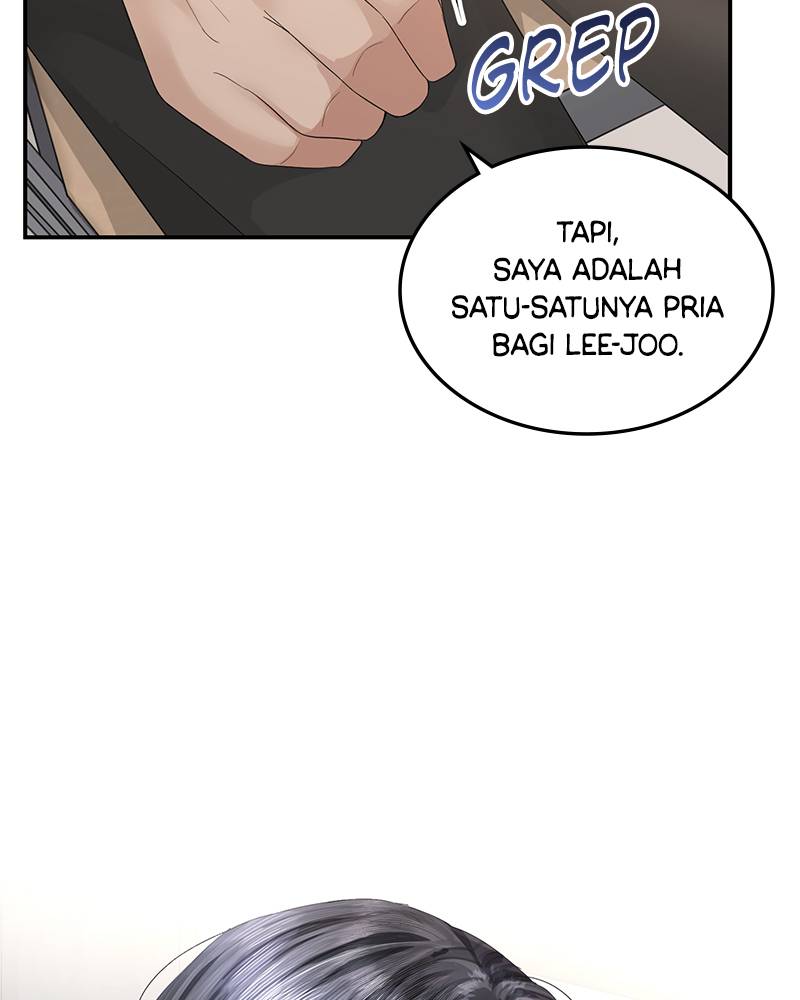 GREP
TAPI,
SAYA ADALAH
SATU-SATUNYA PRIA
BAGI LEE-JOO.